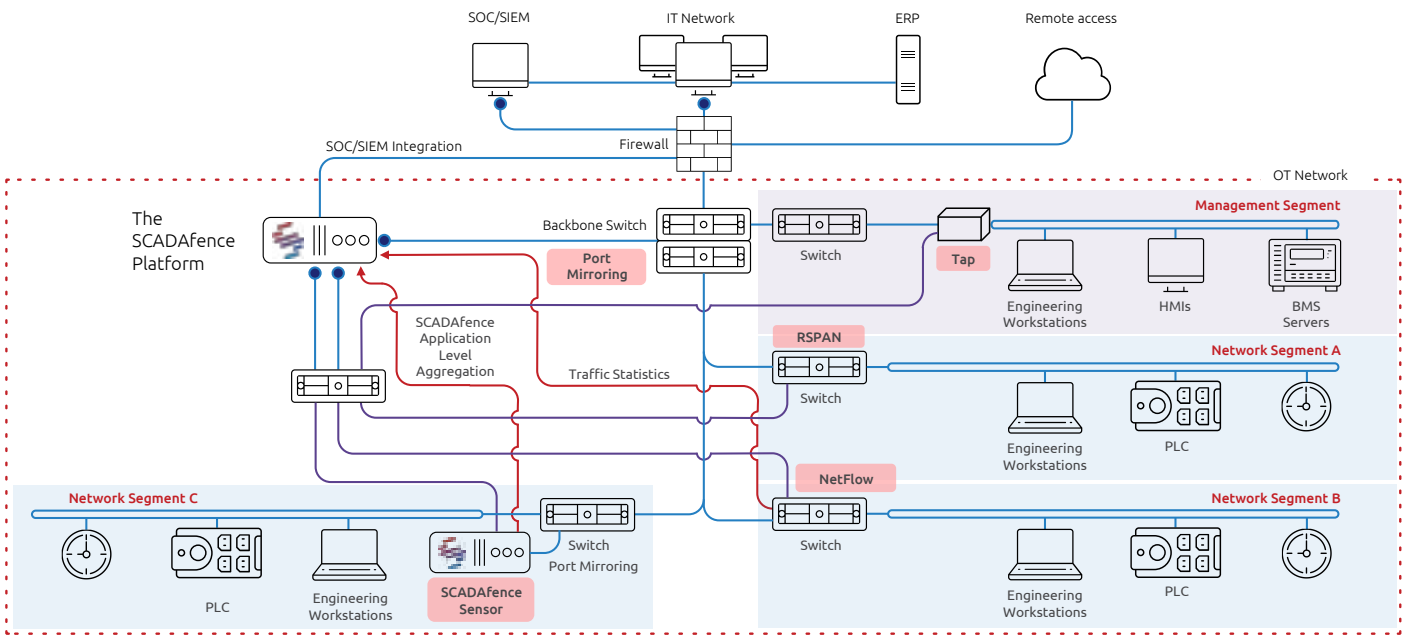 SOC/SIEM
IT Network
ERP
Remote access
SOC/SIEM Integration
Firewall
OT Network
The
SCADAfence
Platform
Backbone Switch
Port
Mirroring
Switch
Tap
Management Segment
Engineering
Workstations
HMIs
BMS
Servers
SCADAfence
Application
Level
Aggregation
Traffic Statistics
RSPAN
Switch
Network Segment A
Engineering
Workstations
PLC
NetFlow
Switch
Network Segment B
Engineering
Workstations
PLC
Network Segment C
PLC
Engineering
Workstations
SCADAfence
Sensor
Switch
Port Mirroring